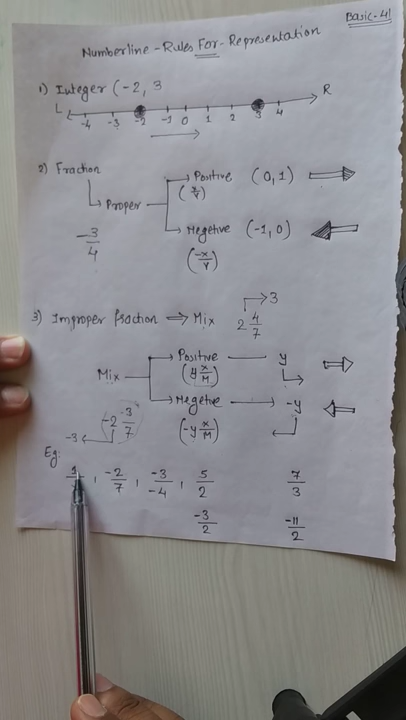 Basic-41
Numberline - Rules For - Representation
1) Integer (-2, 3
L -4 -3 -2 -1 0 1 2 3 4 R
2) Fraction
Proper
Positive (0,1)
(x/y)
Negetive (-1,0)
(-x/y)
-3/4
3) Improper fraction ⇒ Mix 2 4/7 → 3
Mix
Positive — y
(y x/M)
Negetive → -y
(-y x/M)
-3 ← -2 -3/7
Eg:
-2/7 , -3/-4 , 5/2 7/3
-3/2 -11/2